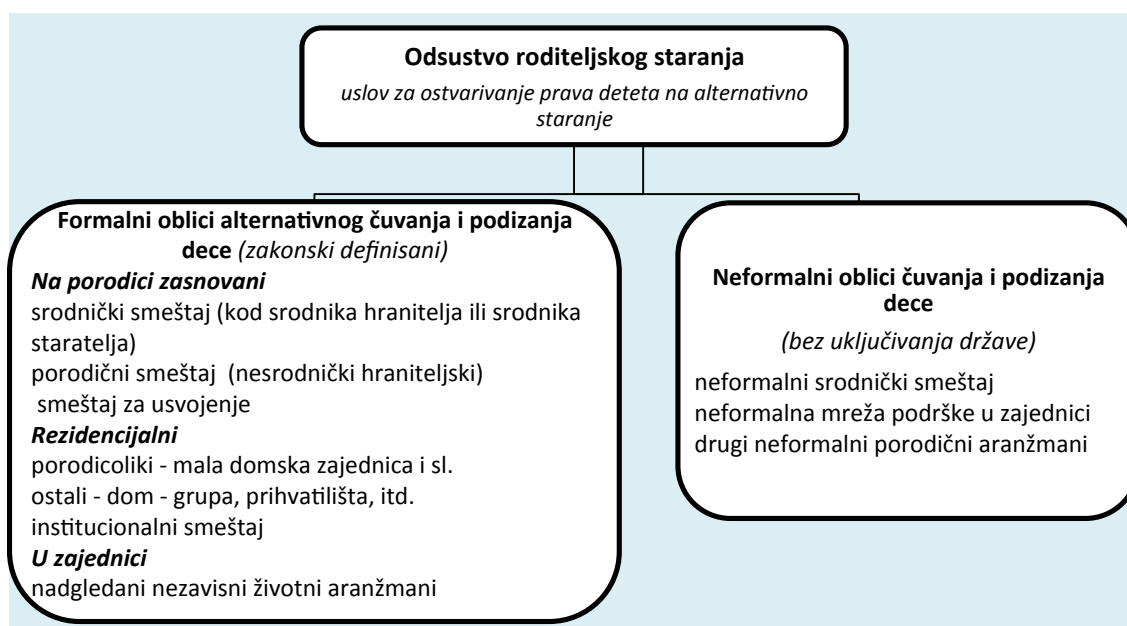 Odsustvo roditeljskog staranja
uslov za ostvarivanje prava deteta na alternativno
staranje
Formalni oblici alternativnog čuvanja i podizanja
dece (zakonski definisani)
Na porodici zasnovani
srodnički smeštaj (kod srodnika hranitelja ili srodnika
staratelja)
porodični smeštaj (nesrodnički hraniteljski)
smeštaj za usvojenje
Rezidencijalni
porodicoliki - mala domska zajednica i sl.
ostali - dom - grupa, prihvatilišta, itd.
institucionalni smeštaj
U zajednici
nadgledani nezavisni životni aranžmani
Neformalni oblici čuvanja i podizanja
dece
(bez uključivanja države)
neformalni srodnički smeštaj
neformalna mreža podrške u zajednici
drugi neformalni porodični aranžmani